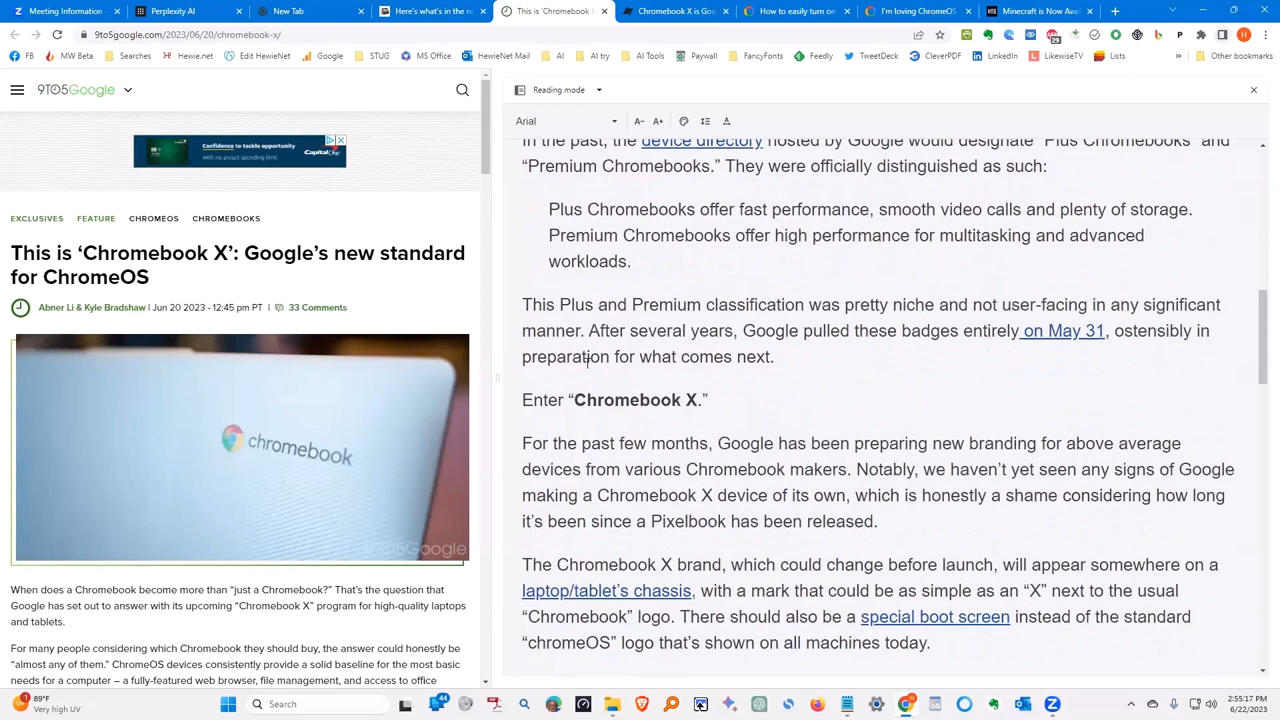 Meeting Information -
Perplexity AI
New Tab
Here's what's in the n
This is 'Chromebook X
Chromebook X is Goo
How to easily turn on
I'm loving ChromeOS
Minecraft is Now Avai
9to5google.com/2023/06/20/chromebook-x/
FB
MW Beta
Searches
Hewie.net
Edit HewieNet
Google
STUG
MS Office
HewieNet Mail
AI
AI try
AI Tools
Paywall
FancyFonts
Feedly
TweetDeck
CleverPDF
LinkedIn
LikewiseTV
Lists
Other bookmarks
9TO5Google
Confidence to tackle opportunity
with no preset spending limit.
Capital One
EXCLUSIVES FEATURE CHROMEOS CHROMEBOOKS
This is ‘Chromebook X’: Google’s new standard
for ChromeOS
Abner Li & Kyle Bradshaw | Jun 20 2023 - 12:45 pm PT | 33 Comments
chromebook
9TO5Google
When does a Chromebook become more than “just a Chromebook?” That’s the question that
Google has set out to answer with its upcoming “Chromebook X” program for high-quality laptops
and tablets.
For many people considering which Chromebook they should buy, the answer could honestly be
“almost any of them.” ChromeOS devices consistently provide a solid baseline for the most basic
needs for a computer – a fully-featured web browser, file management, and access to office
Reading mode
Arial
A- A+
In the past, the device directory hosted by Google would designate “Plus Chromebooks” and
“Premium Chromebooks.” They were officially distinguished as such:
Plus Chromebooks offer fast performance, smooth video calls and plenty of storage.
Premium Chromebooks offer high performance for multitasking and advanced
workloads.
This Plus and Premium classification was pretty niche and not user-facing in any significant
manner. After several years, Google pulled these badges entirely on May 31, ostensibly in
preparation for what comes next.
Enter “Chromebook X.”
For the past few months, Google has been preparing new branding for above average
devices from various Chromebook makers. Notably, we haven’t yet seen any signs of Google
making a Chromebook X device of its own, which is honestly a shame considering how long
it’s been since a Pixelbook has been released.
The Chromebook X brand, which could change before launch, will appear somewhere on a
laptop/tablet’s chassis, with a mark that could be as simple as an “X” next to the usual
“Chromebook” logo. There should also be a special boot screen instead of the standard
“chromeOS” logo that’s shown on all machines today.
89°F
Very high UV
Search
44
2:55:17 PM
6/22/2023